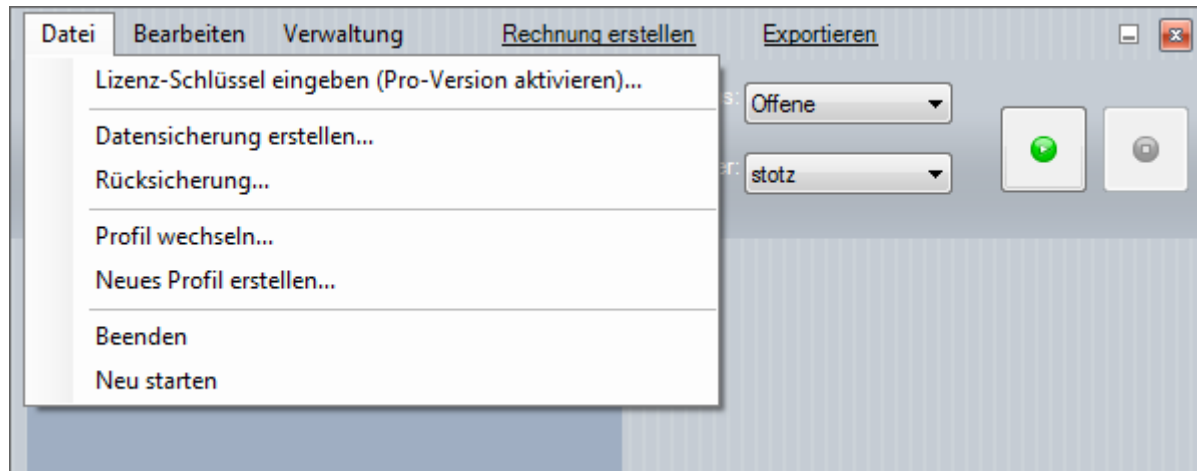 Datei Bearbeiten Verwaltung Rechnung erstellen Exportieren
Lizenz-Schlüssel eingeben (Pro-Version aktivieren)...
s: Offene
Datensicherung erstellen...
Rücksicherung...
er: stotz
Profil wechseln...
Neues Profil erstellen...
Beenden
Neu starten